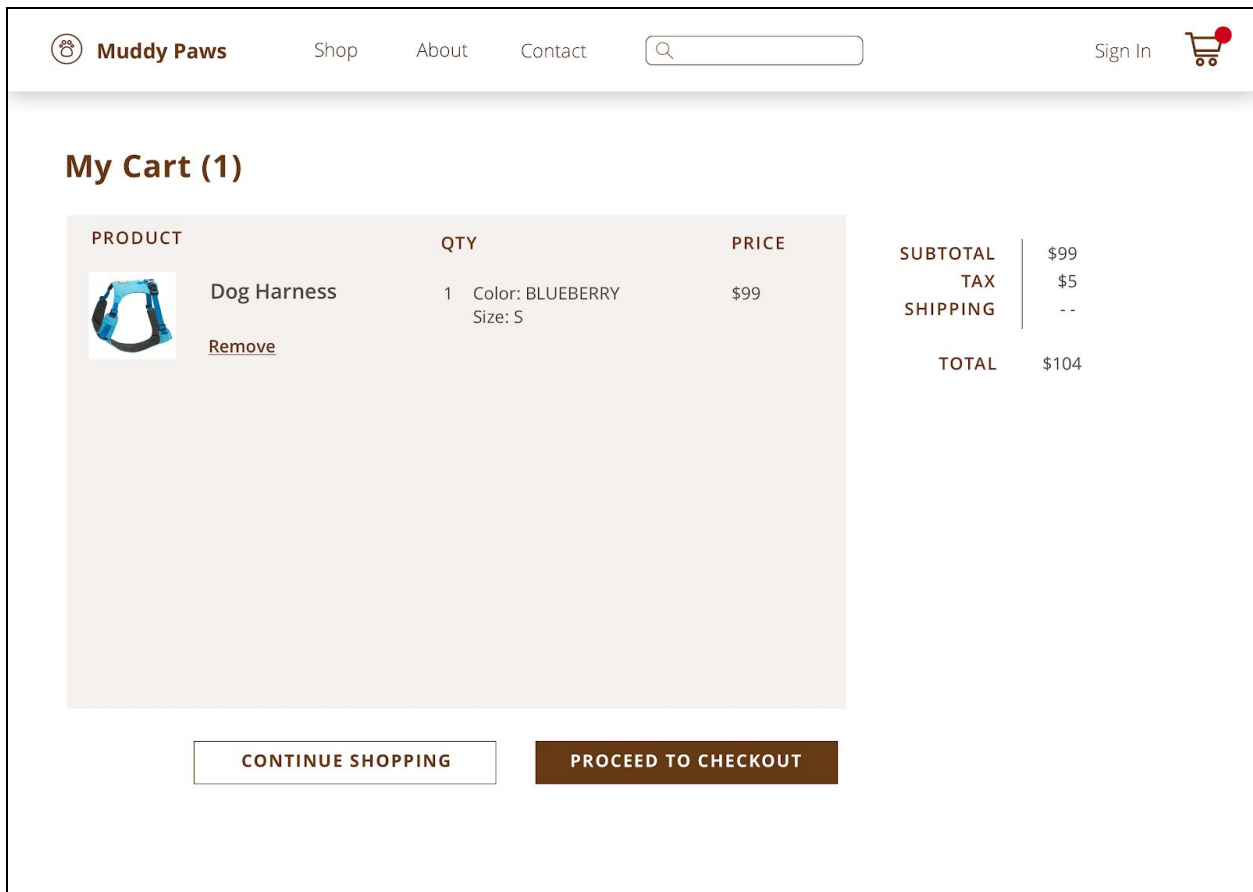 Muddy Paws Shop About Contact Sign In
My Cart (1)
PRODUCT QTY PRICE
Dog Harness 1 Color: BLUEBERRY $99
Size: S
Remove
SUBTOTAL $99
TAX $5
SHIPPING - -
TOTAL $104
CONTINUE SHOPPING PROCEED TO CHECKOUT